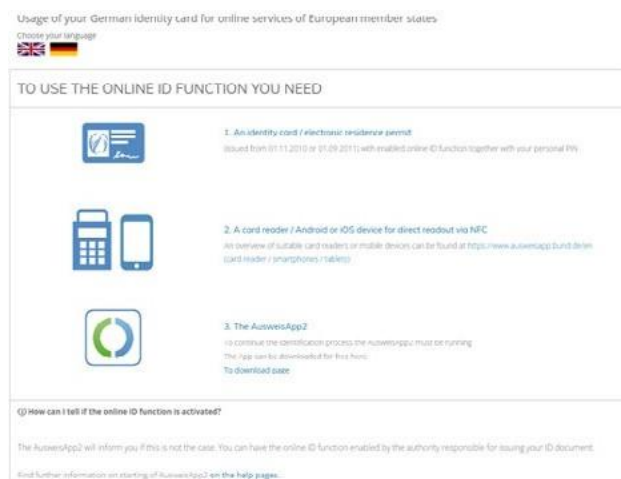 Usage of your German identity card for online services of European member states
Choose your language
TO USE THE ONLINE ID FUNCTION YOU NEED
1. An identity card / electronic residence permit
(issued from 01.11.2010 or 01.09.2011) with enabled online ID function together with your personal PIN
2. A card reader / Android or iOS device for direct readout via NFC
An overview of suitable card readers or mobile devices can be found at https://www.ausweisapp.bund.de/en
(card reader / smartphones / tablets)
3. The AusweisApp2
To continue the identification process the AusweisApp2 must be running
The App can be downloaded for free here:
To download page
How can I tell if the online ID function is activated?
The AusweisApp2 will inform you if this is not the case. You can have the online ID function enabled by the authority responsible for issuing your ID document.
Find further information on starting of AusweisApp2 on the help pages.